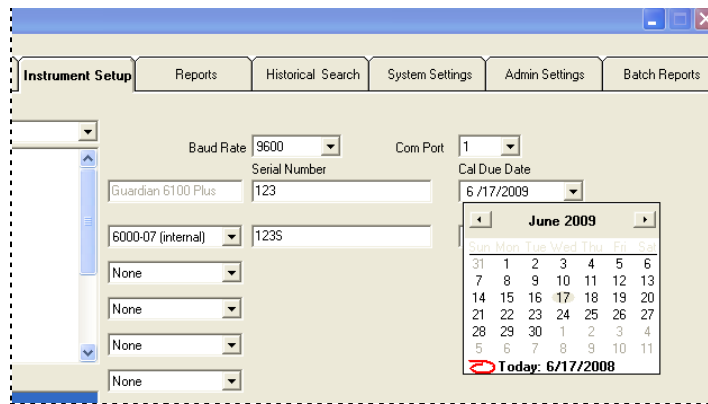 Instrument Setup Reports Historical Search System Settings Admin Settings Batch Reports
Baud Rate 9600 Com Port 1
Serial Number Cal Due Date
Guardian 6100 Plus 123 6 /17/2009
June 2009
Sun Mon Tue Wed Thu Fri Sat
6000-07 (internal) 123S
31 1 2 3 4 5 6
None
7 8 9 10 11 12 13
14 15 16 17 18 19 20
None
21 22 23 24 25 26 27
28 29 30 1 2 3 4
None
5 6 7 8 9 10 11
Today: 6/17/2008
None